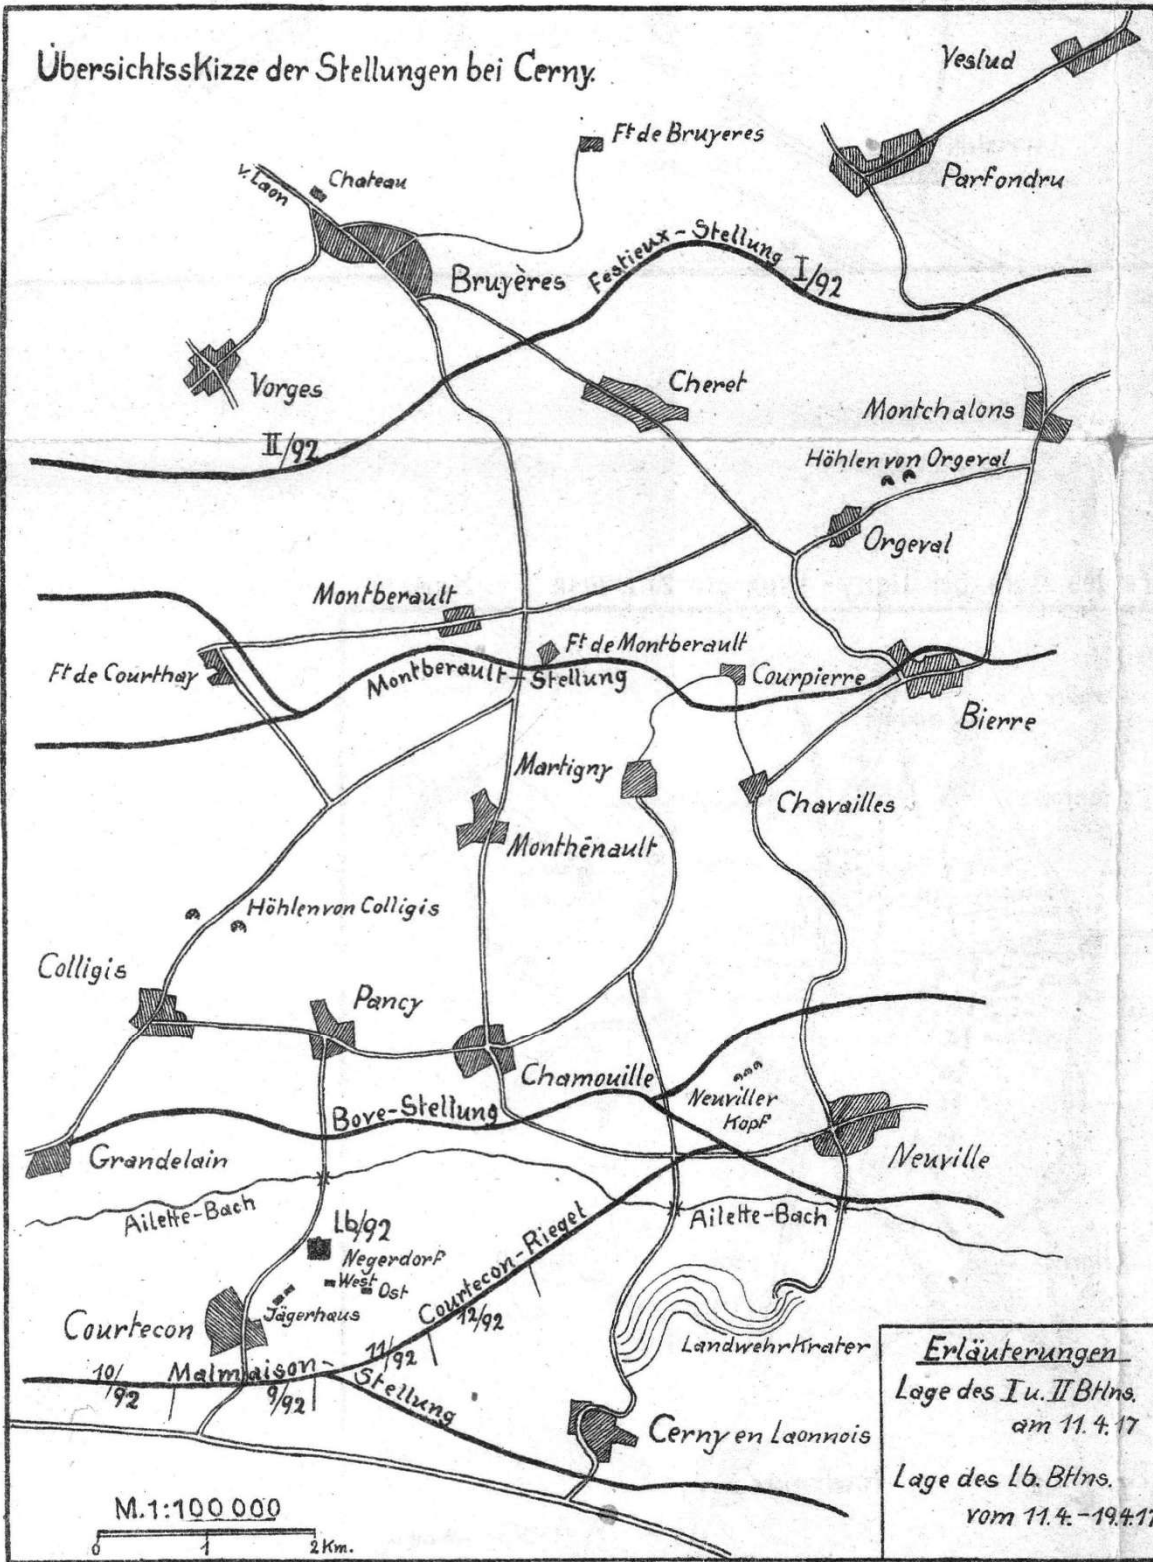 Übersichtsskizze der Stellungen bei Cerny.
Veslud
Ft de Bruyeres
Parfondru
v. Laon
Chateau
Bruyères
Festieux-Stellung
I/92
Vorges
Cheret
Montchalons
II/92
Höhlen von Orgeval
Orgeval
Montberault
Ft de Montberault
Ft de Courthay
Montberault-Stellung
Courpierre
Bierre
Martigny
Chavailles
Monthénault
Höhlen von Colligis
Colligis
Pancy
Chamouille
Neuviller
Kopf
Bove-Stellung
Grandelain
Neuville
Ailette-Bach
Ailette-Bach
Lb/92
Negerdorf
West
Ost
Jägerhaus
Courtecon-Riegel
12/92
Courtecon
11/92
Landwehrkrater
10/92
Malmaison-
Stellung
9/92
Cerny en Laonnois
Erläuterungen
Lage des I u. II Btlns.
am 11.4.17
Lage des lb. Btlns.
vom 11.4.-19.4.17
M.1:100 000
0 1 2 Km.